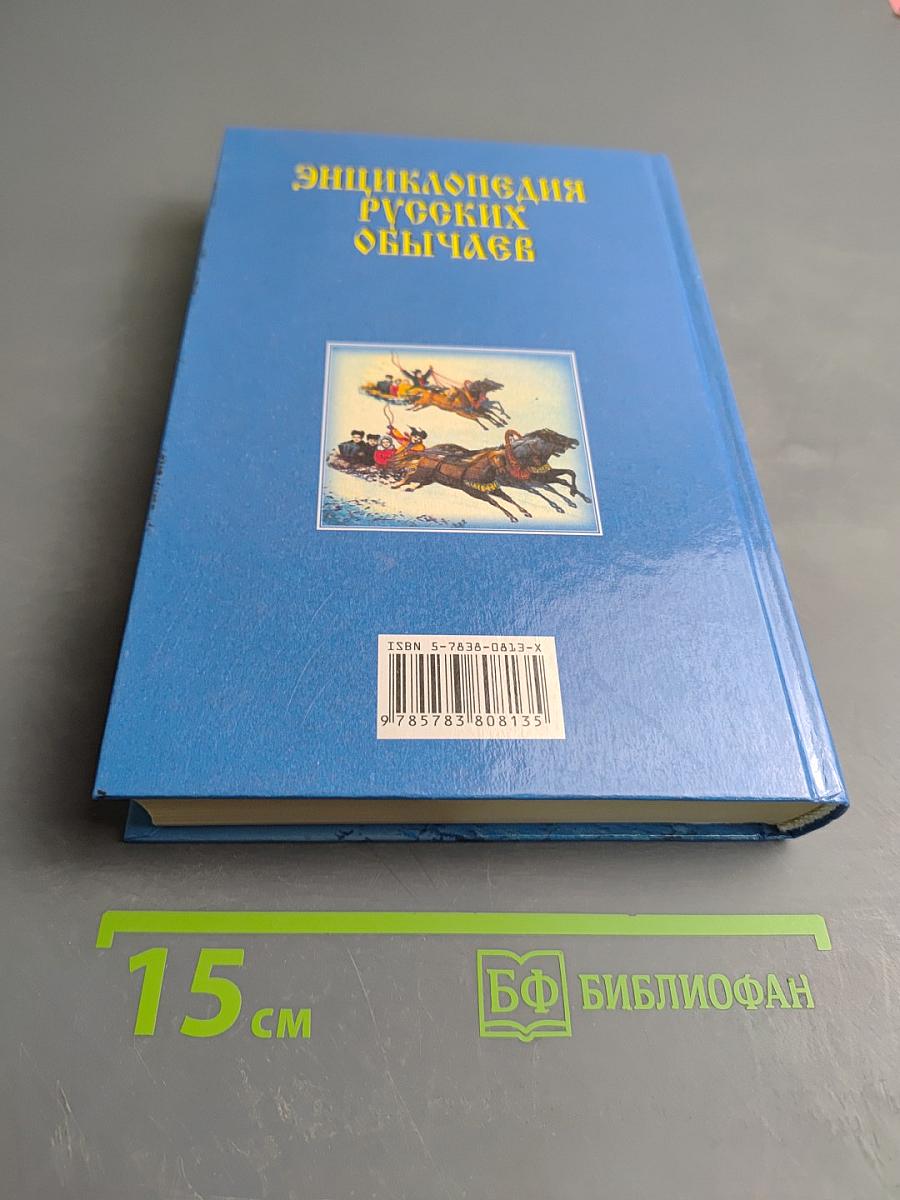 ЭНЦИКЛОПЕДИЯ
РУССКИХ
ОБЫЧАЕВ
ISBN 5-7838-0813-X
9 785783 808135
15 см
БФ БИБЛИОФАН